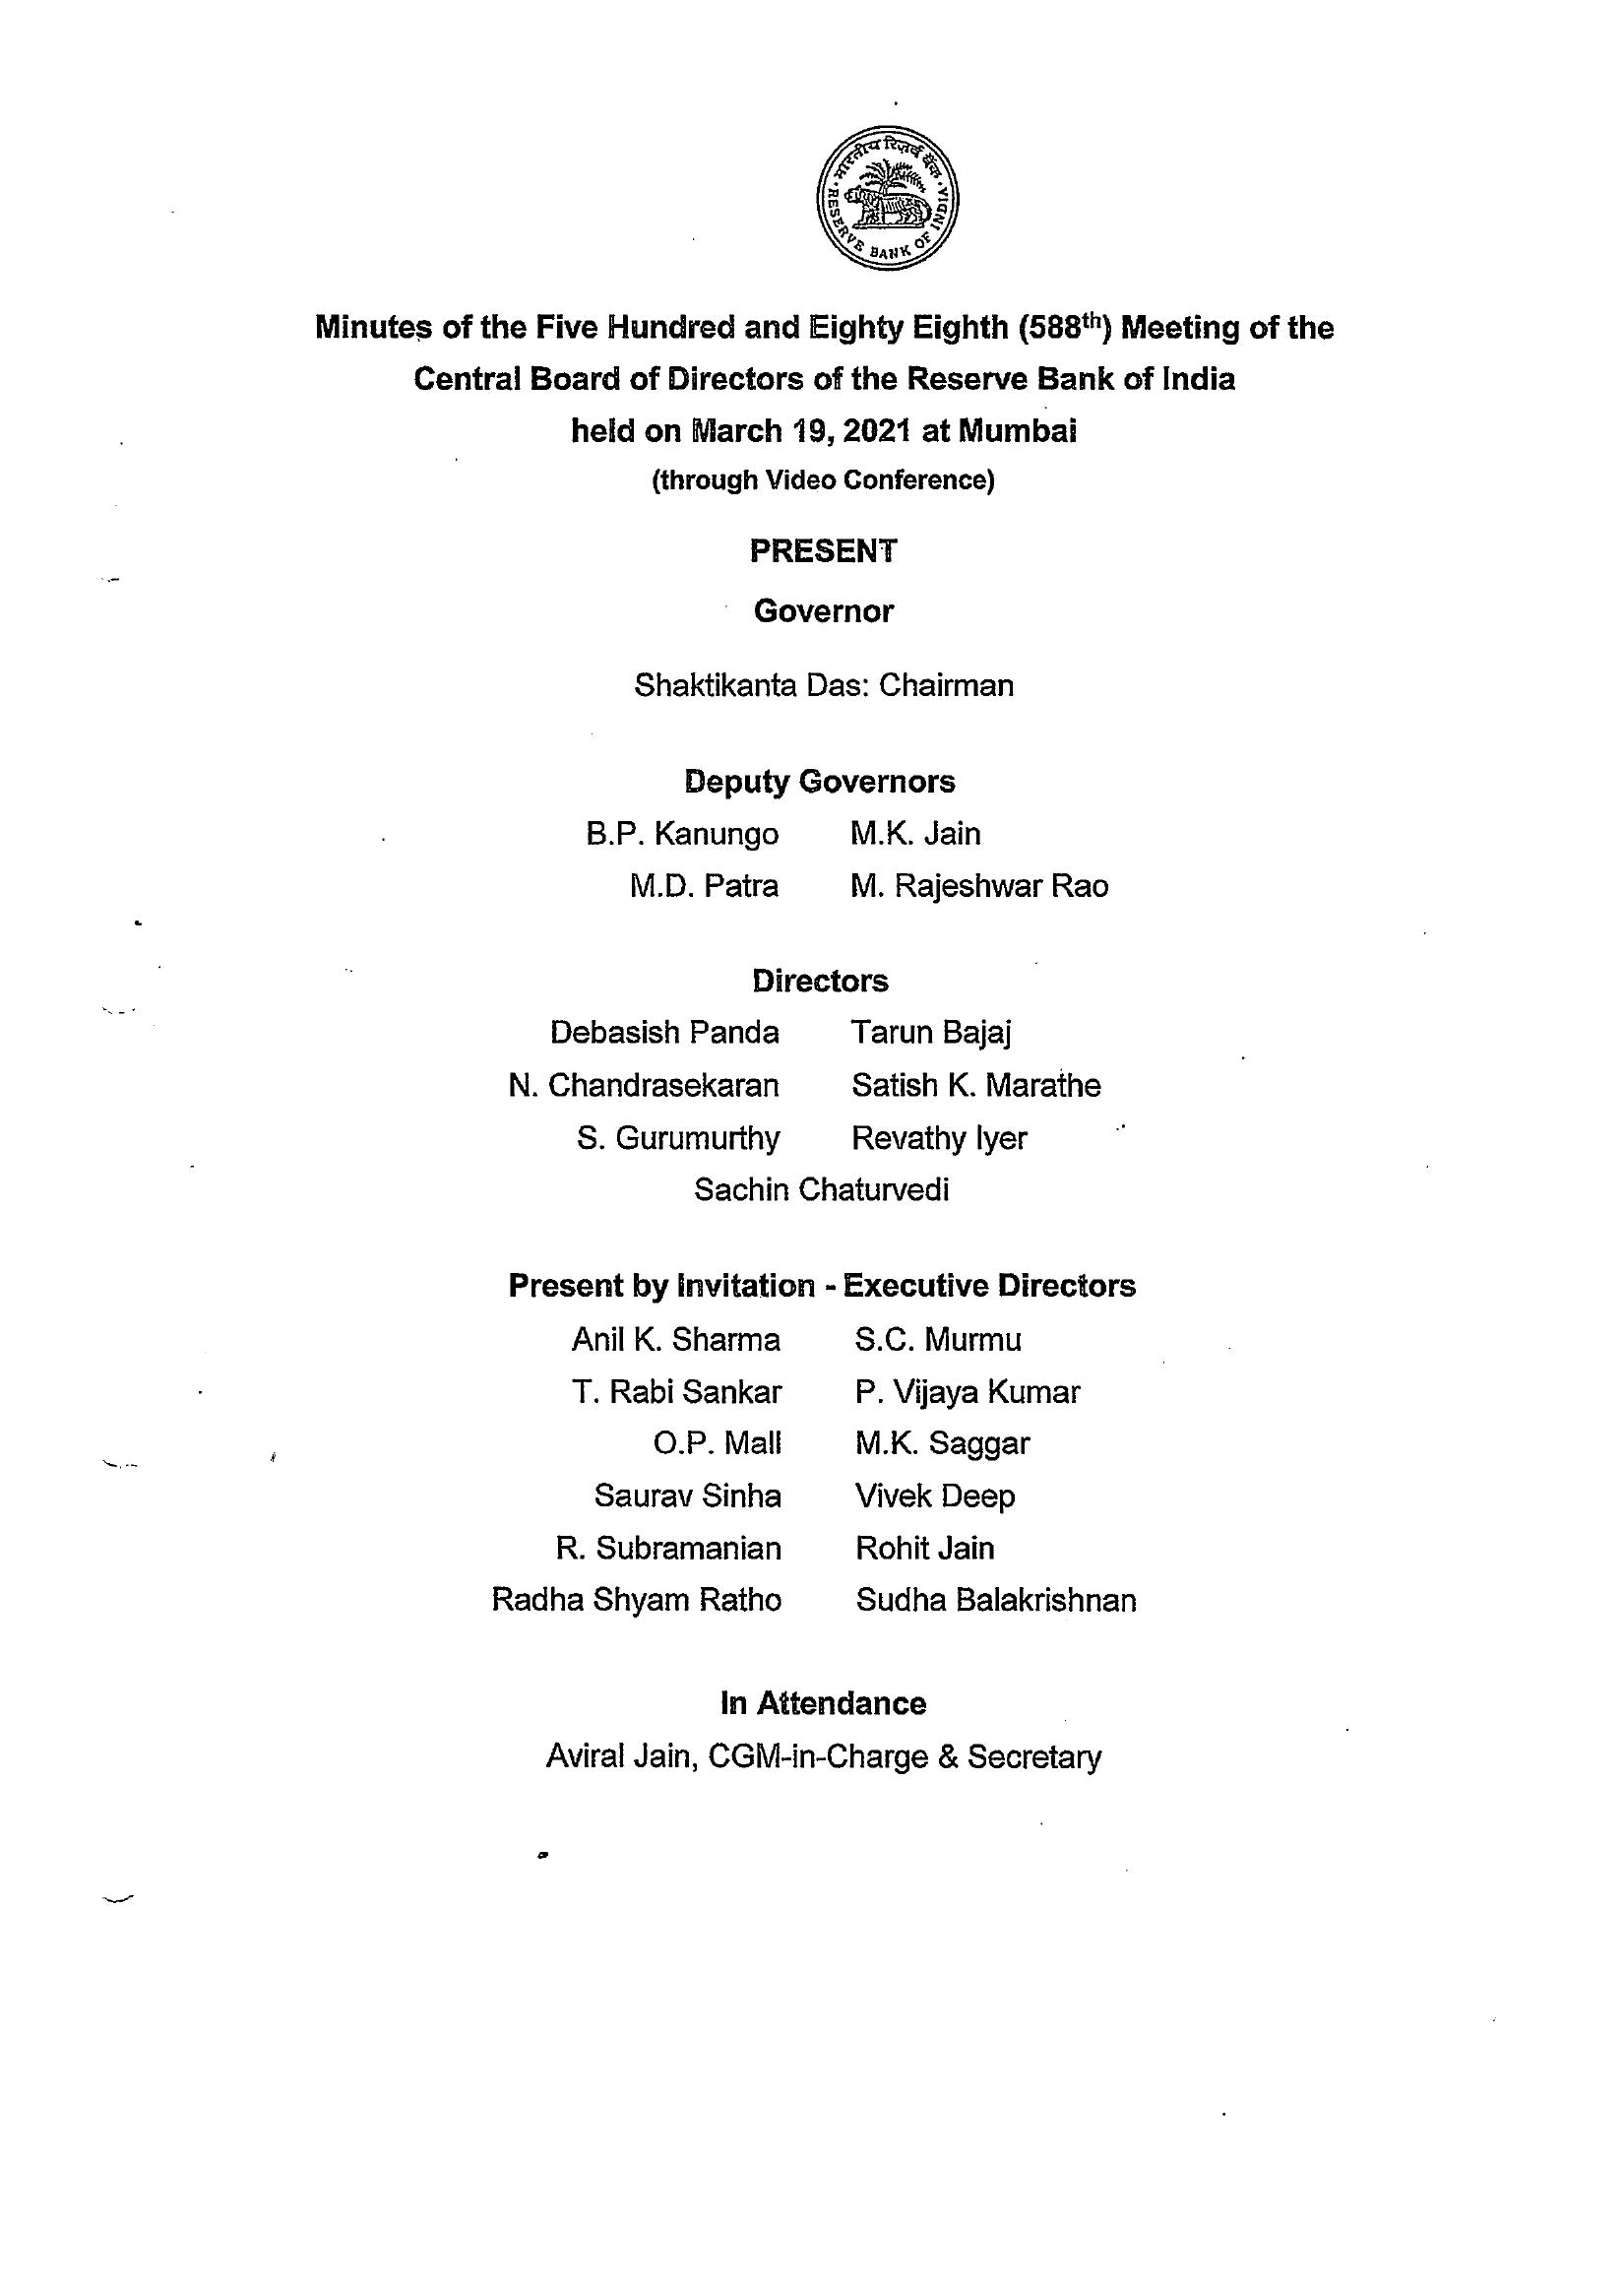 भारतीय रिज़र्व बैंक
RESERVE BANK OF INDIA
Minutes of the Five Hundred and Eighty Eighth (588th) Meeting of the
Central Board of Directors of the Reserve Bank of India
held on March 19, 2021 at Mumbai
(through Video Conference)
PRESENT
Governor
Shaktikanta Das: Chairman
Deputy Governors
B.P. Kanungo M.K. Jain
M.D. Patra M. Rajeshwar Rao
Directors
Debasish Panda Tarun Bajaj
N. Chandrasekaran Satish K. Marathe
S. Gurumurthy Revathy Iyer
Sachin Chaturvedi
Present by Invitation - Executive Directors
Anil K. Sharma S.C. Murmu
T. Rabi Sankar P. Vijaya Kumar
O.P. Mall M.K. Saggar
Saurav Sinha Vivek Deep
R. Subramanian Rohit Jain
Radha Shyam Ratho Sudha Balakrishnan
In Attendance
Aviral Jain, CGM-in-Charge & Secretary